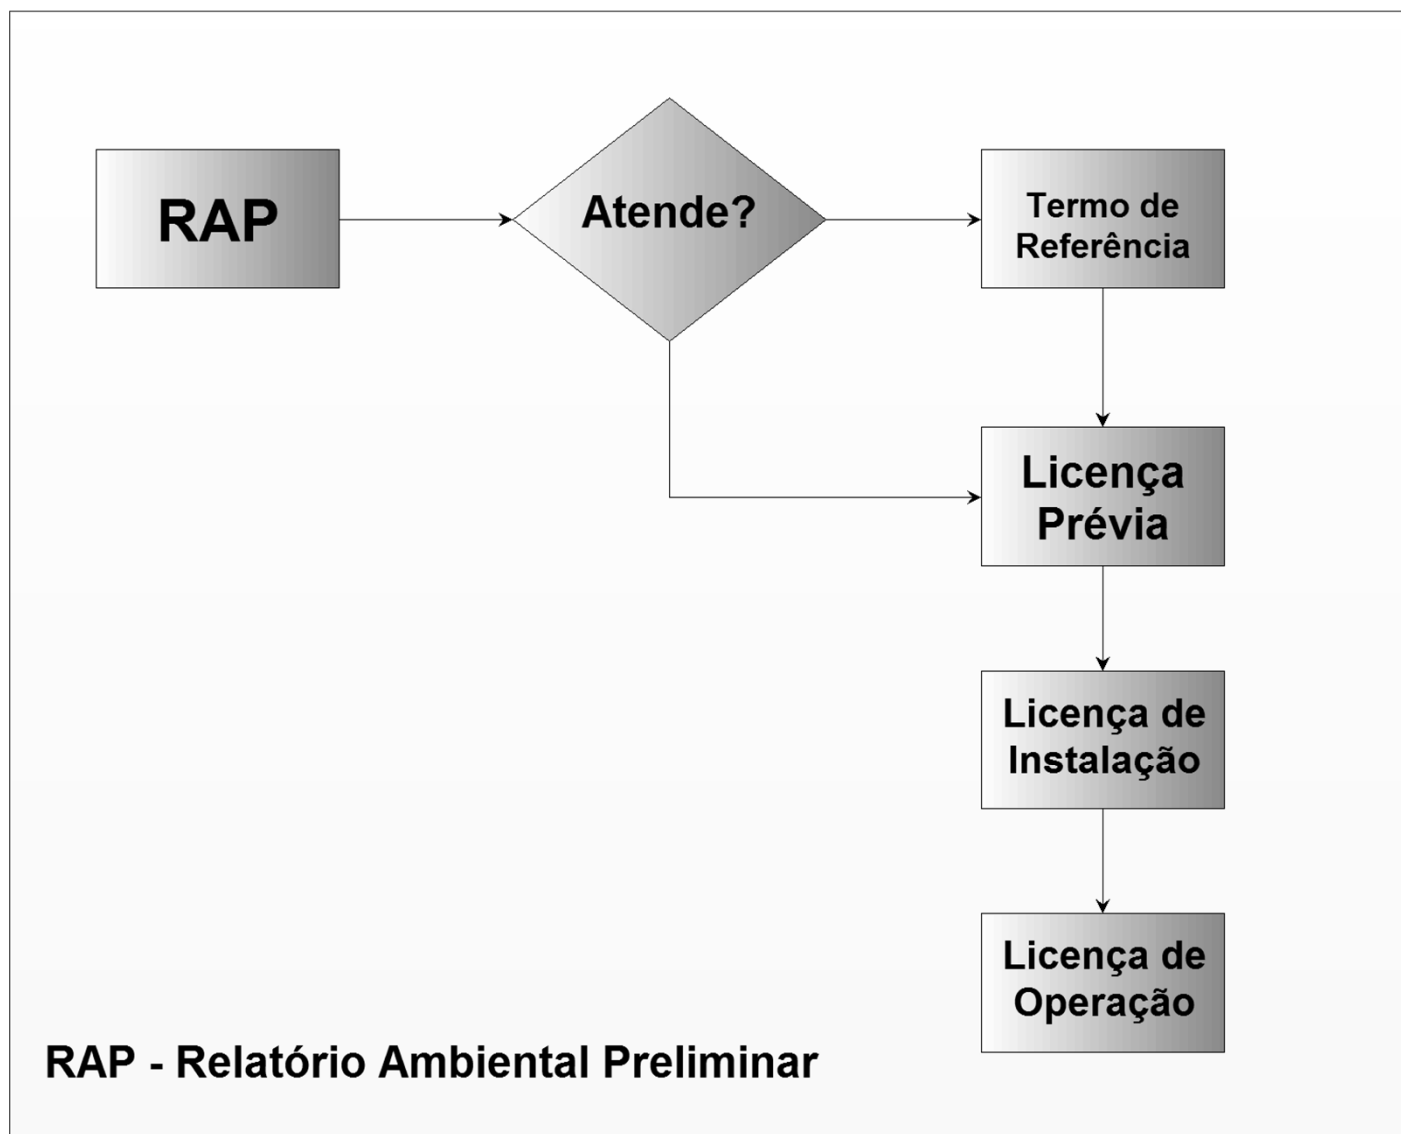 RAP
Atende?
Termo de
Referência
Licença
Prévia
Licença de
Instalação
Licença de
Operação
RAP - Relatório Ambiental Preliminar